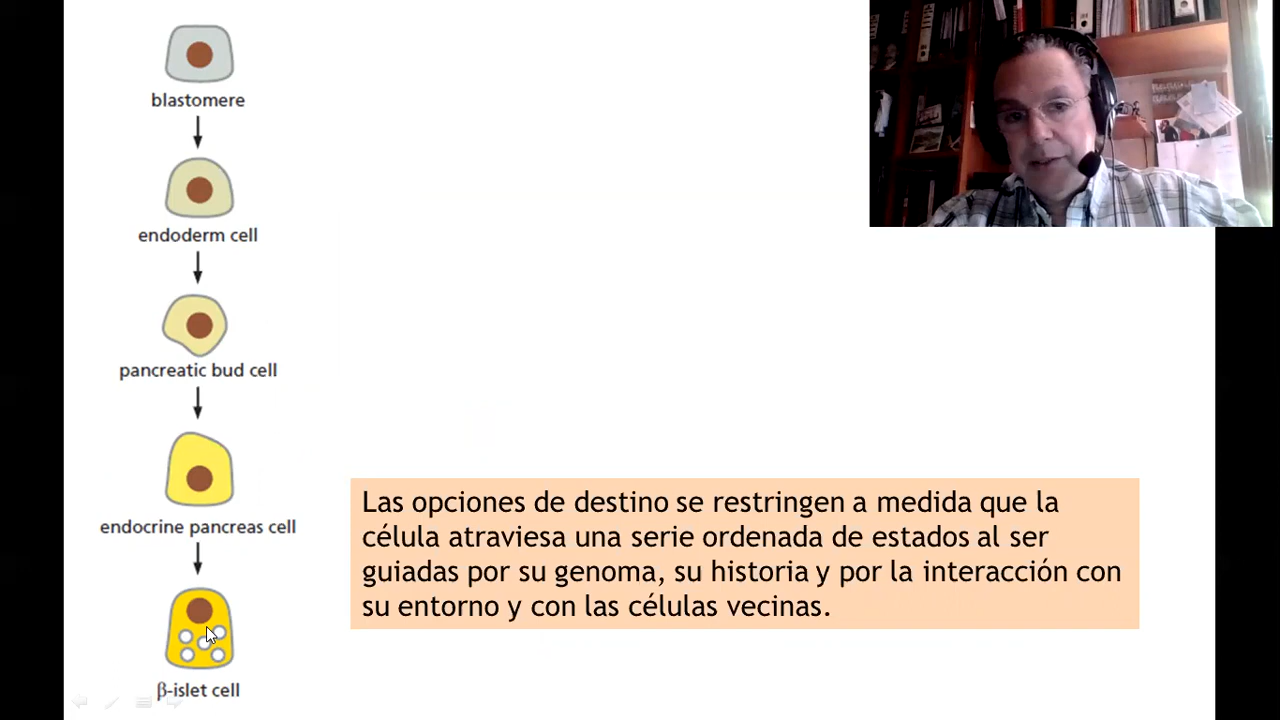 blastomere
endoderm cell
pancreatic bud cell
endocrine pancreas cell
β-islet cell
Las opciones de destino se restringen a medida que la
célula atraviesa una serie ordenada de estados al ser
guiadas por su genoma, su historia y por la interacción con
su entorno y con las células vecinas.